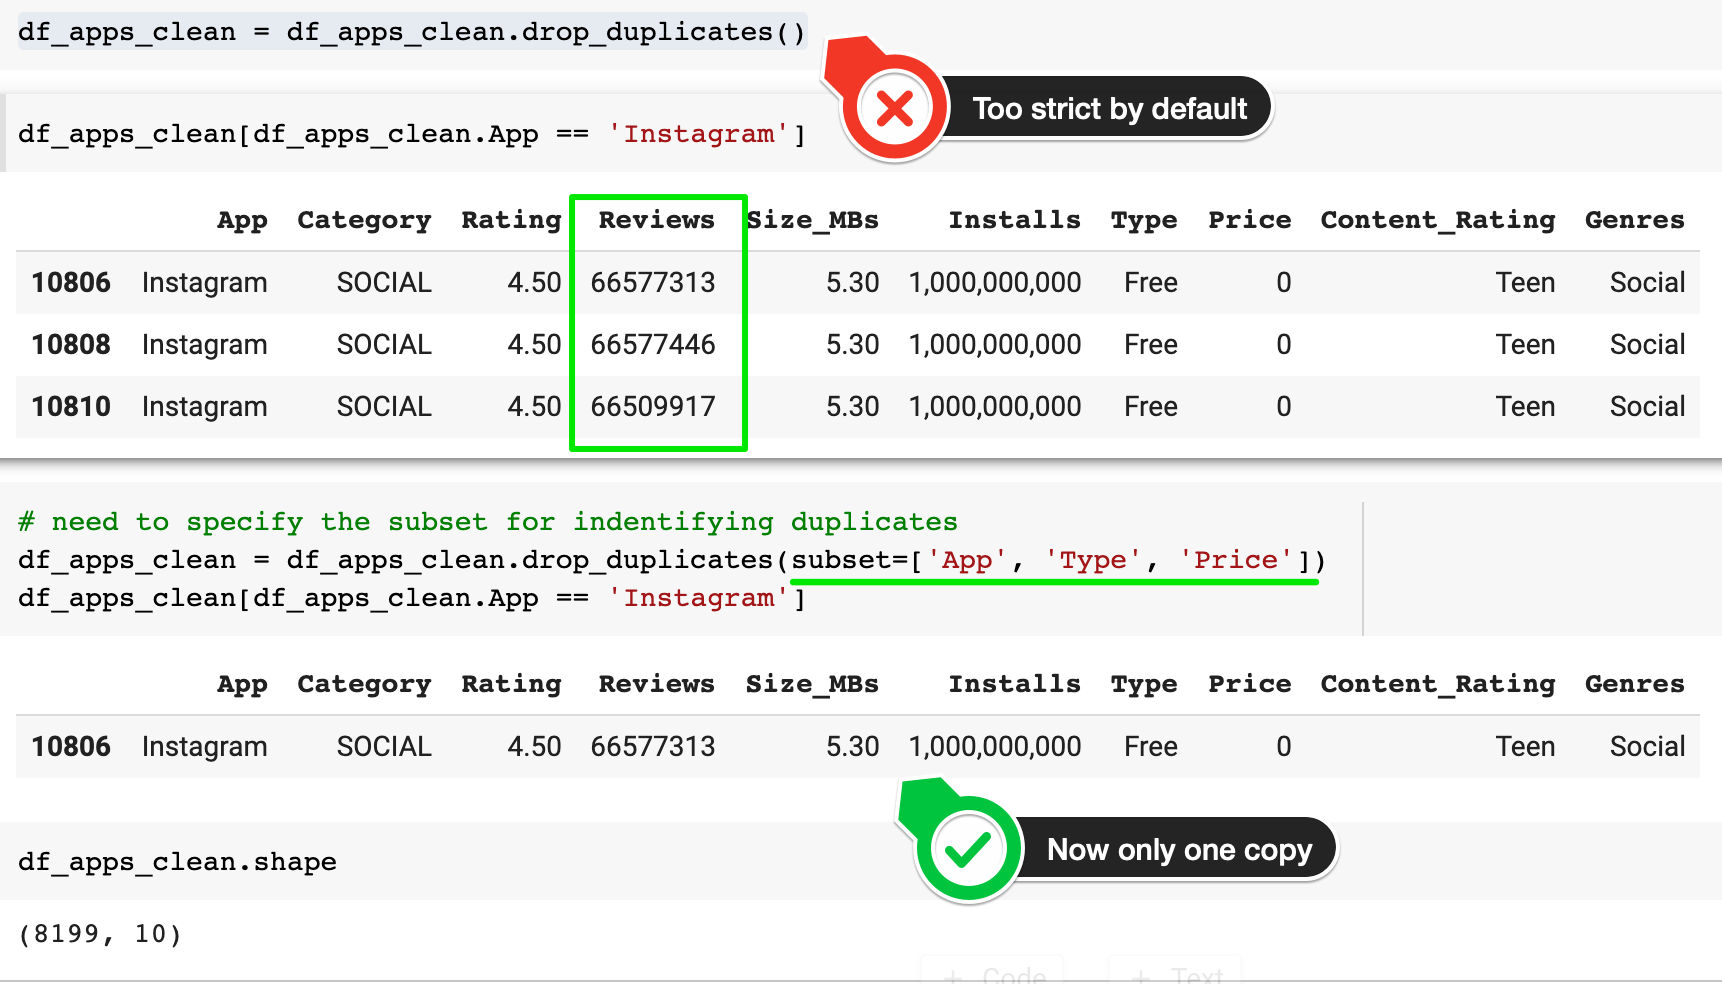 df_apps_clean = df_apps_clean.drop_duplicates()
Too strict by default
df_apps_clean[df_apps_clean.App == 'Instagram']
App Category Rating Reviews Size_MBs Installs Type Price Content_Rating Genres
10806 Instagram SOCIAL 4.50 66577313 5.30 1,000,000,000 Free 0 Teen Social
10808 Instagram SOCIAL 4.50 66577446 5.30 1,000,000,000 Free 0 Teen Social
10810 Instagram SOCIAL 4.50 66509917 5.30 1,000,000,000 Free 0 Teen Social
# need to specify the subset for indentifying duplicates
df_apps_clean = df_apps_clean.drop_duplicates(subset=['App', 'Type', 'Price'])
df_apps_clean[df_apps_clean.App == 'Instagram']
App Category Rating Reviews Size_MBs Installs Type Price Content_Rating Genres
10806 Instagram SOCIAL 4.50 66577313 5.30 1,000,000,000 Free 0 Teen Social
Now only one copy
df_apps_clean.shape
(8199, 10)
+ Code + Text